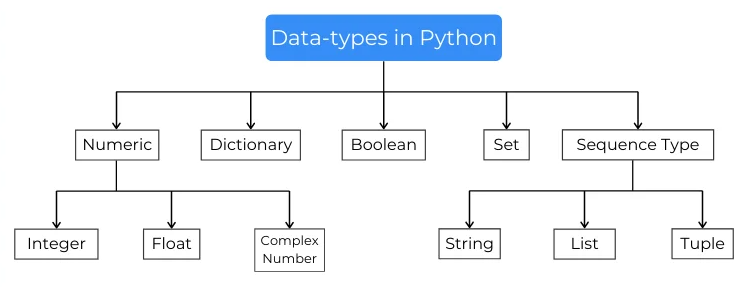 Data-types in Python
Numeric
Dictionary
Boolean
Set
Sequence Type
Integer
Float
Complex
Number
String
List
Tuple